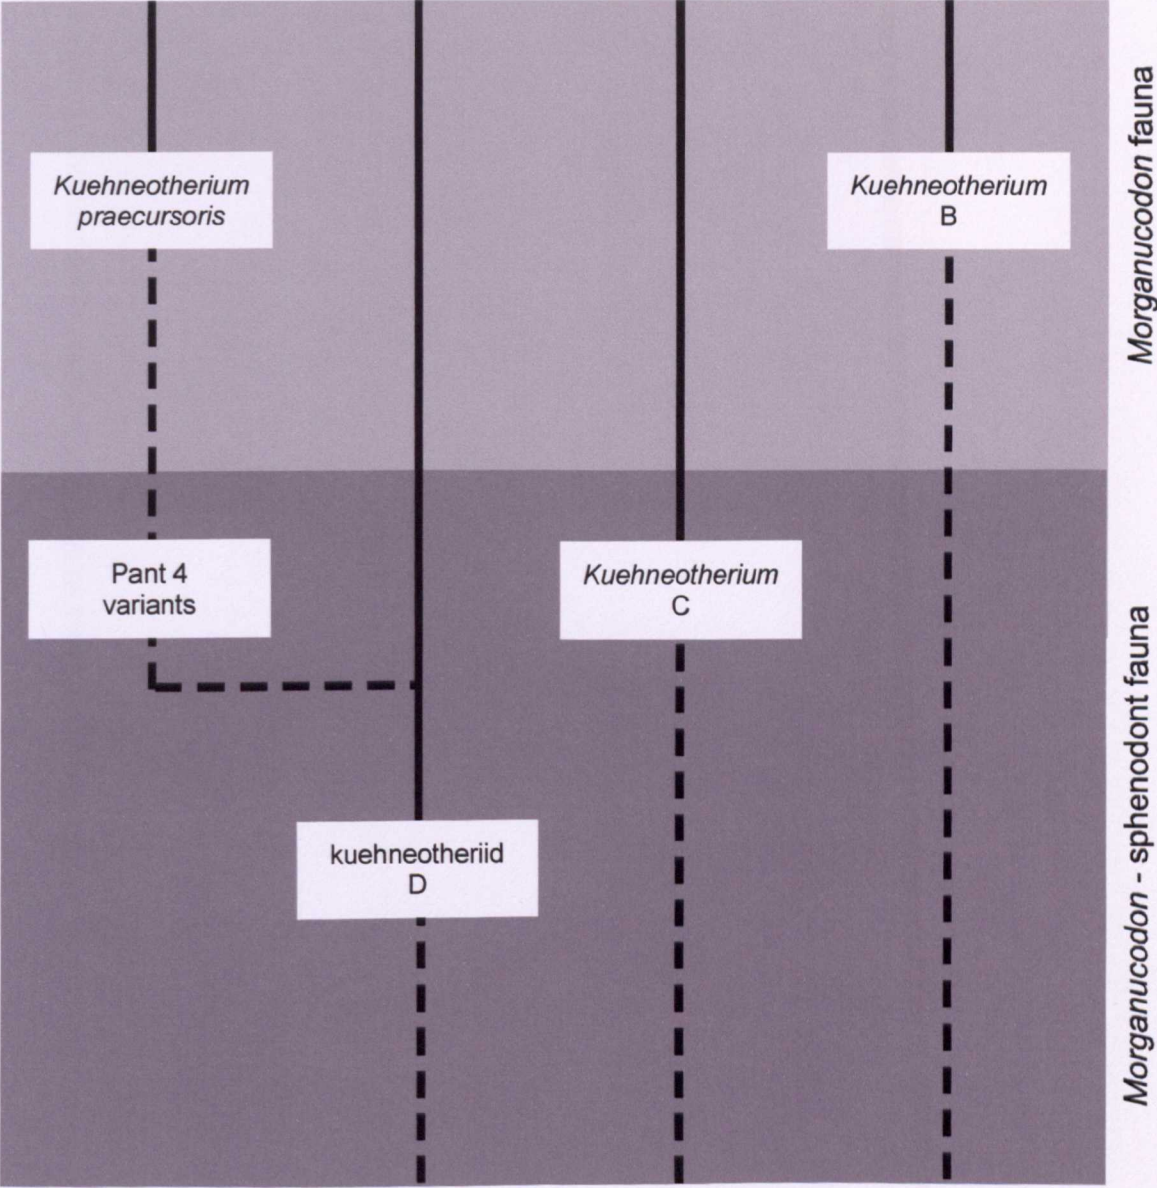 Kuehneotherium
praecursoris
Kuehneotherium
B
Pant 4
variants
Kuehneotherium
C
kuehneotheriid
D
Morganucodon fauna
Morganucodon - sphenodont fauna